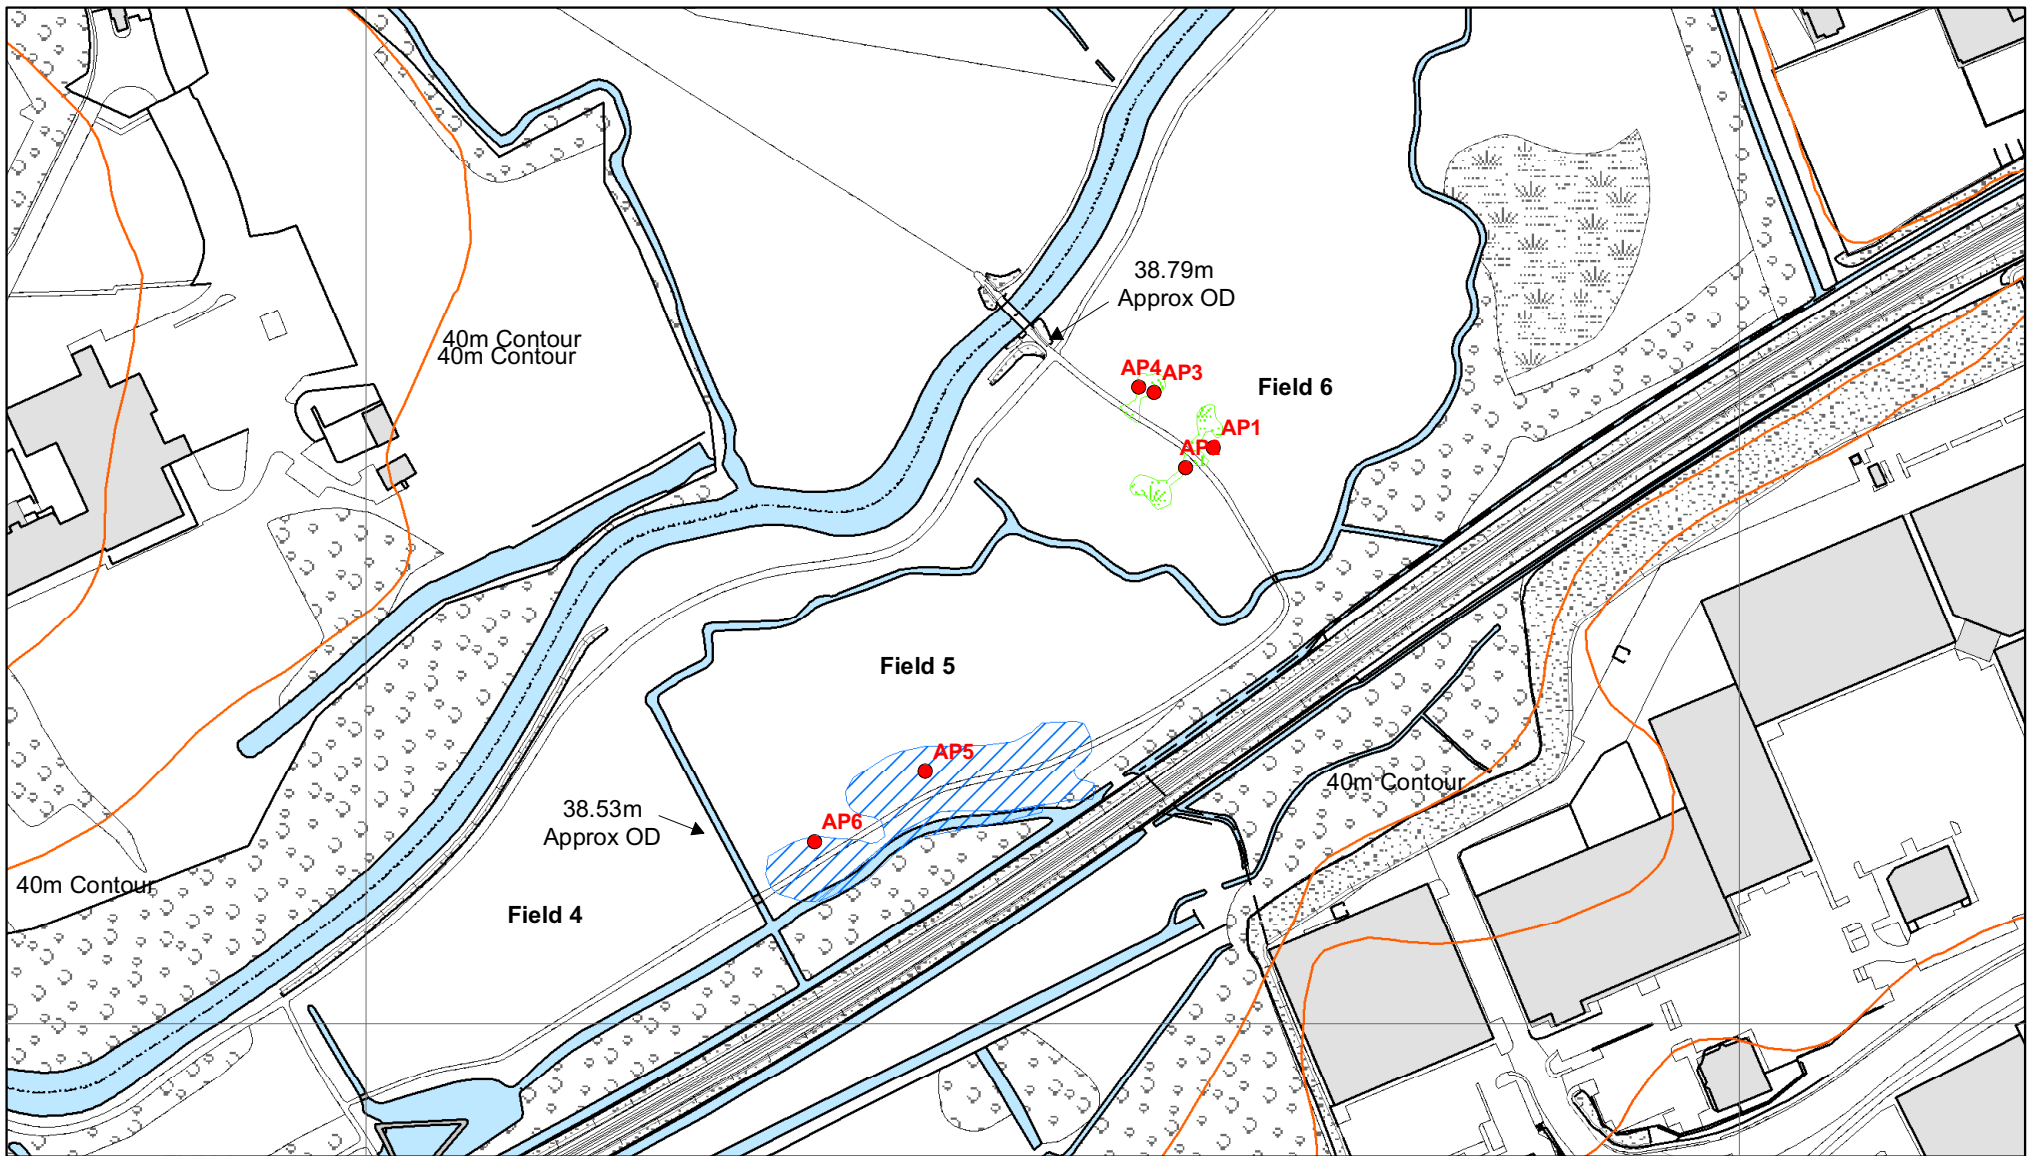 38.79m
Approx OD
40m Contour
40m Contour
AP4
AP3
Field 6
AP1
Field 5
AP5
40m Contour
38.53m
Approx OD
AP6
40m Contour
Field 4